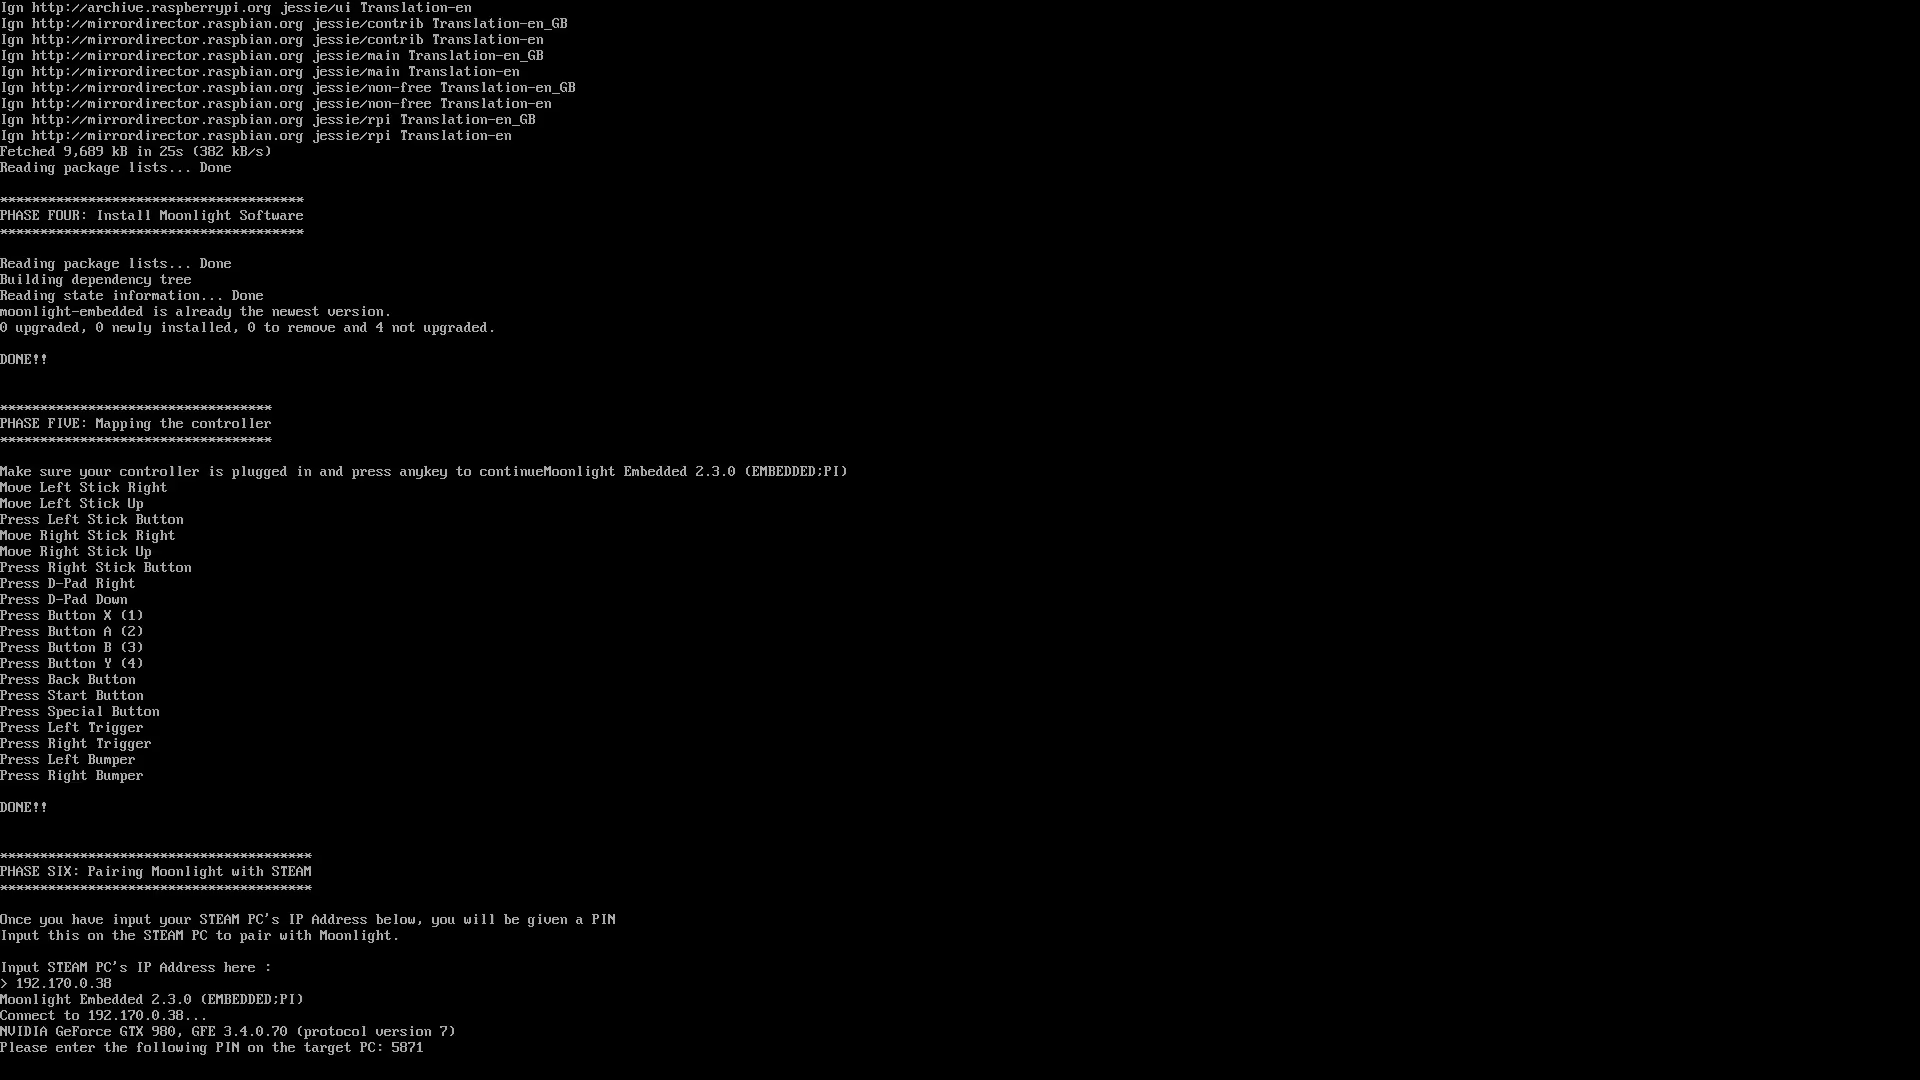 Ign http://archive.raspberrypi.org jessie/ui Translation-en
Ign http://mirrordirector.raspbian.org jessie/contrib Translation-en_GB
Ign http://mirrordirector.raspbian.org jessie/contrib Translation-en
Ign http://mirrordirector.raspbian.org jessie/main Translation-en_GB
Ign http://mirrordirector.raspbian.org jessie/main Translation-en
Ign http://mirrordirector.raspbian.org jessie/non-free Translation-en_GB
Ign http://mirrordirector.raspbian.org jessie/non-free Translation-en
Ign http://mirrordirector.raspbian.org jessie/rpi Translation-en_GB
Ign http://mirrordirector.raspbian.org jessie/rpi Translation-en
Fetched 9,689 kB in 25s (382 kB/s)
Reading package lists... Done
**************************************
PHASE FOUR: Install Moonlight Software
**************************************
Reading package lists... Done
Building dependency tree
Reading state information... Done
moonlight-embedded is already the newest version.
0 upgraded, 0 newly installed, 0 to remove and 4 not upgraded.
DONE!!
**********************************
PHASE FIVE: Mapping the controller
**********************************
Make sure your controller is plugged in and press anykey to continueMoonlight Embedded 2.3.0 (EMBEDDED;PI)
Move Left Stick Right
Move Left Stick Up
Press Left Stick Button
Move Right Stick Right
Move Right Stick Up
Press Right Stick Button
Press D-Pad Right
Press D-Pad Down
Press Button X (1)
Press Button A (2)
Press Button B (3)
Press Button Y (4)
Press Back Button
Press Start Button
Press Special Button
Press Left Trigger
Press Right Trigger
Press Left Bumper
Press Right Bumper
DONE!!
***************************************
PHASE SIX: Pairing Moonlight with STEAM
***************************************
Once you have input your STEAM PC's IP Address below, you will be given a PIN
Input this on the STEAM PC to pair with Moonlight.
Input STEAM PC's IP Address here :
> 192.170.0.38
Moonlight Embedded 2.3.0 (EMBEDDED;PI)
Connect to 192.170.0.38...
NVIDIA GeForce GTX 980, GFE 3.4.0.70 (protocol version 7)
Please enter the following PIN on the target PC: 5871